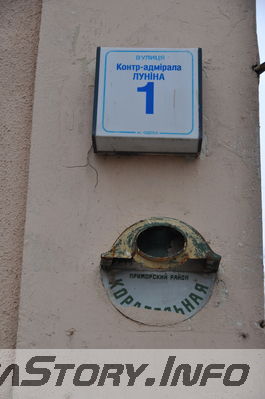 ВУЛИЦЯ
Контр-адмірала
ЛУНІНА
1
м. ОДЕСА
ПРИМОРСКИЙ РАЙОН
КОРАБЕЛЬНАЯ
aStory.Info